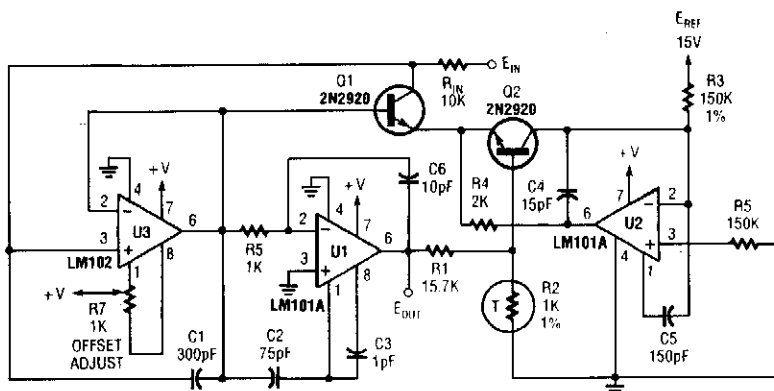 E_REF
15V
E_IN
Q1
2N2920
R_IN
10K
Q2
2N2920
R3
150K
1%
+V
4
2
−
7
6
3
+
U3
8
LM102
1
+V
R7
1K
OFFSET
ADJUST
C1
300pF
R5
1K
C2
75pF
+V
4
2
−
7
3
+
U1
6
8
LM101A
1
C3
1pF
C6
10pF
R1
15.7K
E_OUT
R4
2K
C4
15pF
T
R2
1K
1%
+V
7
−
2
6
U2
+
3
LM101A
4
1
R5
150K
C5
150pF